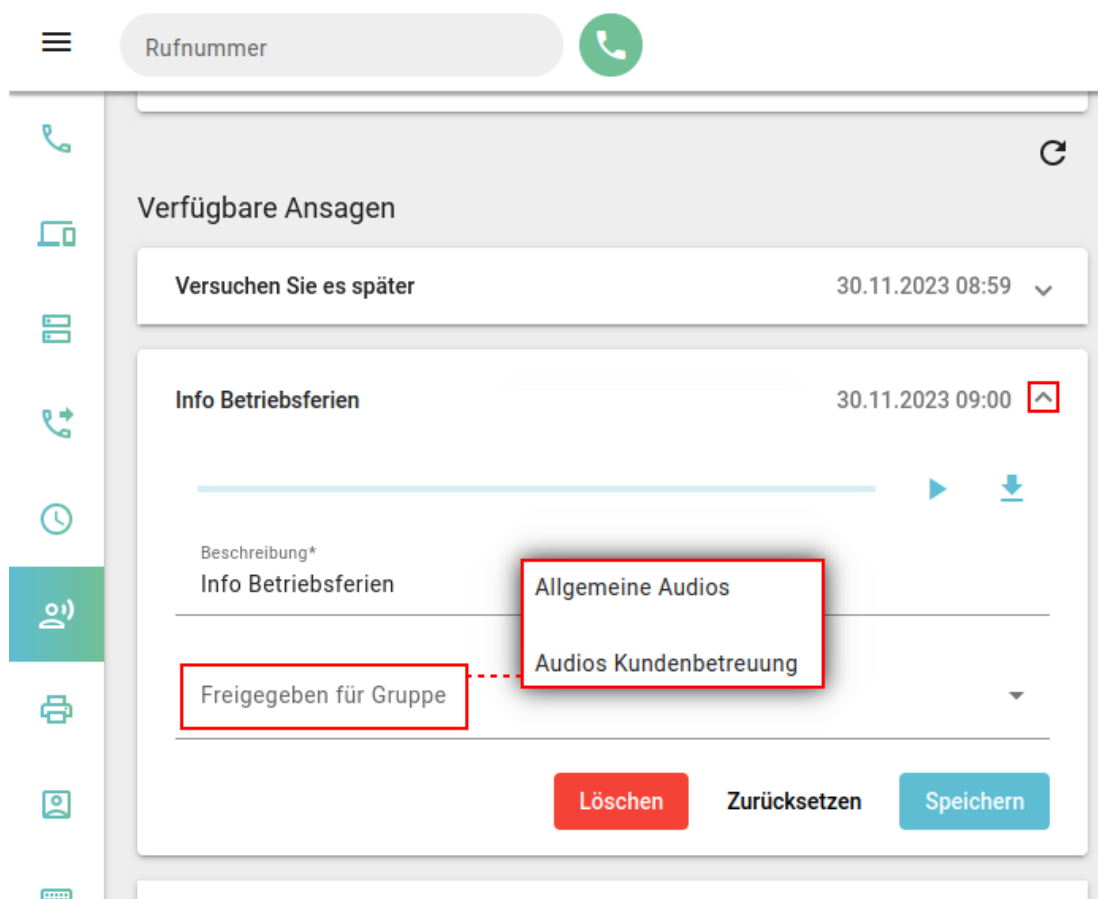 Rufnummer
Verfügbare Ansagen
Versuchen Sie es später 30.11.2023 08:59
Info Betriebsferien 30.11.2023 09:00
Beschreibung*
Info Betriebsferien
Allgemeine Audios
Audios Kundenbetreuung
Freigegeben für Gruppe
Löschen Zurücksetzen Speichern